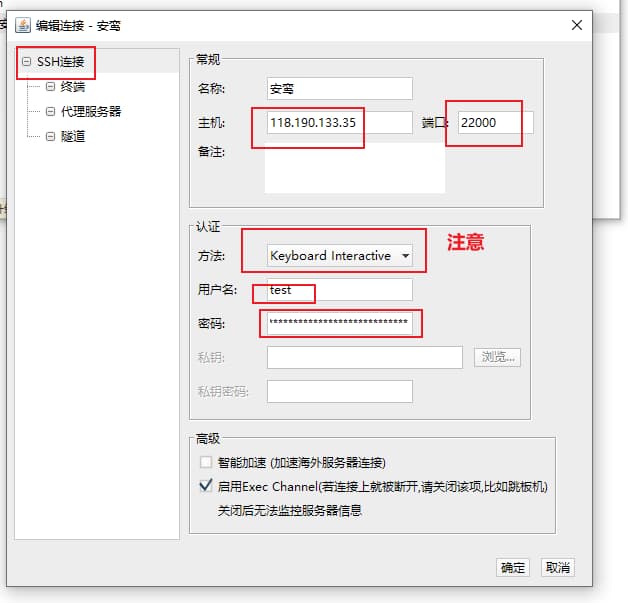 编辑连接 - 安鸾
SSH连接
终端
代理服务器
隧道
常规
名称: 安鸾
主机: 118.190.133.35 端口: 22000
备注:
认证
方法: Keyboard Interactive
注意
用户名: test
密码: ****************************
私钥: 浏览...
私钥密码:
高级
智能加速 (加速海外服务器连接)
启用Exec Channel(若连接上就被断开,请关闭该项,比如跳板机)
关闭后无法监控服务器信息
确定 取消